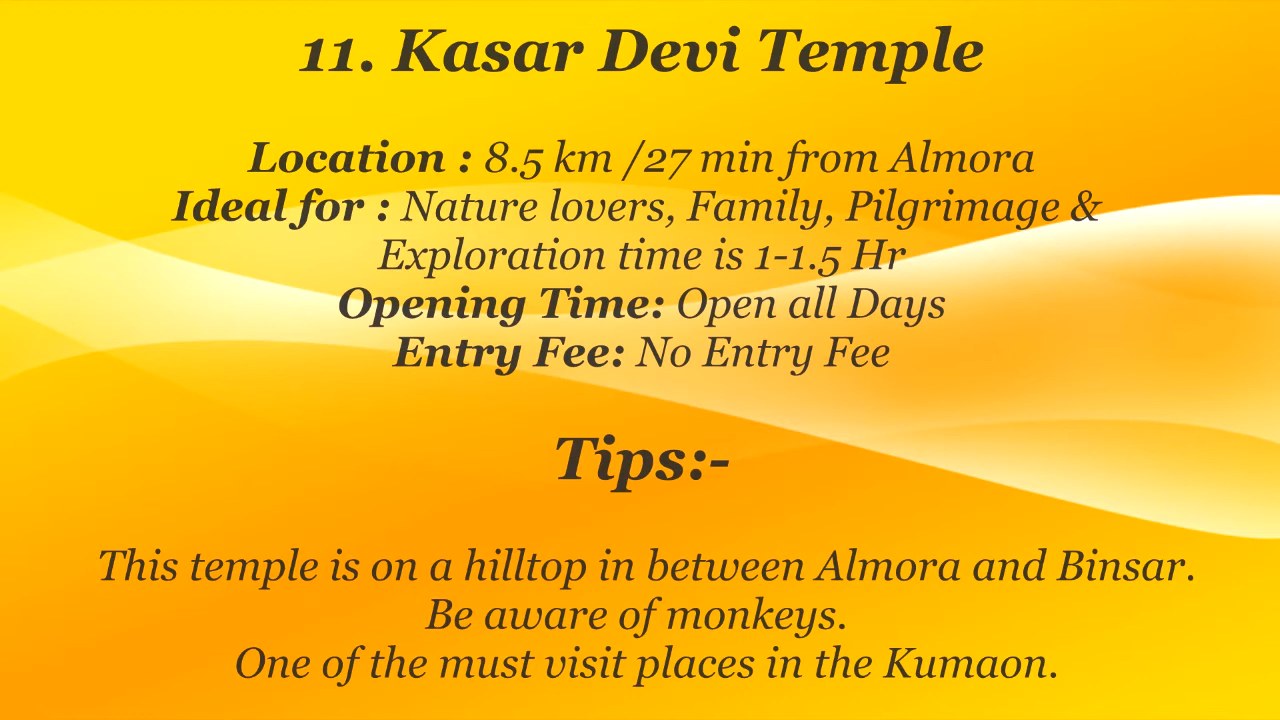 11. Kasar Devi Temple
Location : 8.5 km /27 min from Almora
Ideal for : Nature lovers, Family, Pilgrimage &
Exploration time is 1-1.5 Hr
Opening Time: Open all Days
Entry Fee: No Entry Fee
Tips:-
This temple is on a hilltop in between Almora and Binsar.
Be aware of monkeys.
One of the must visit places in the Kumaon.